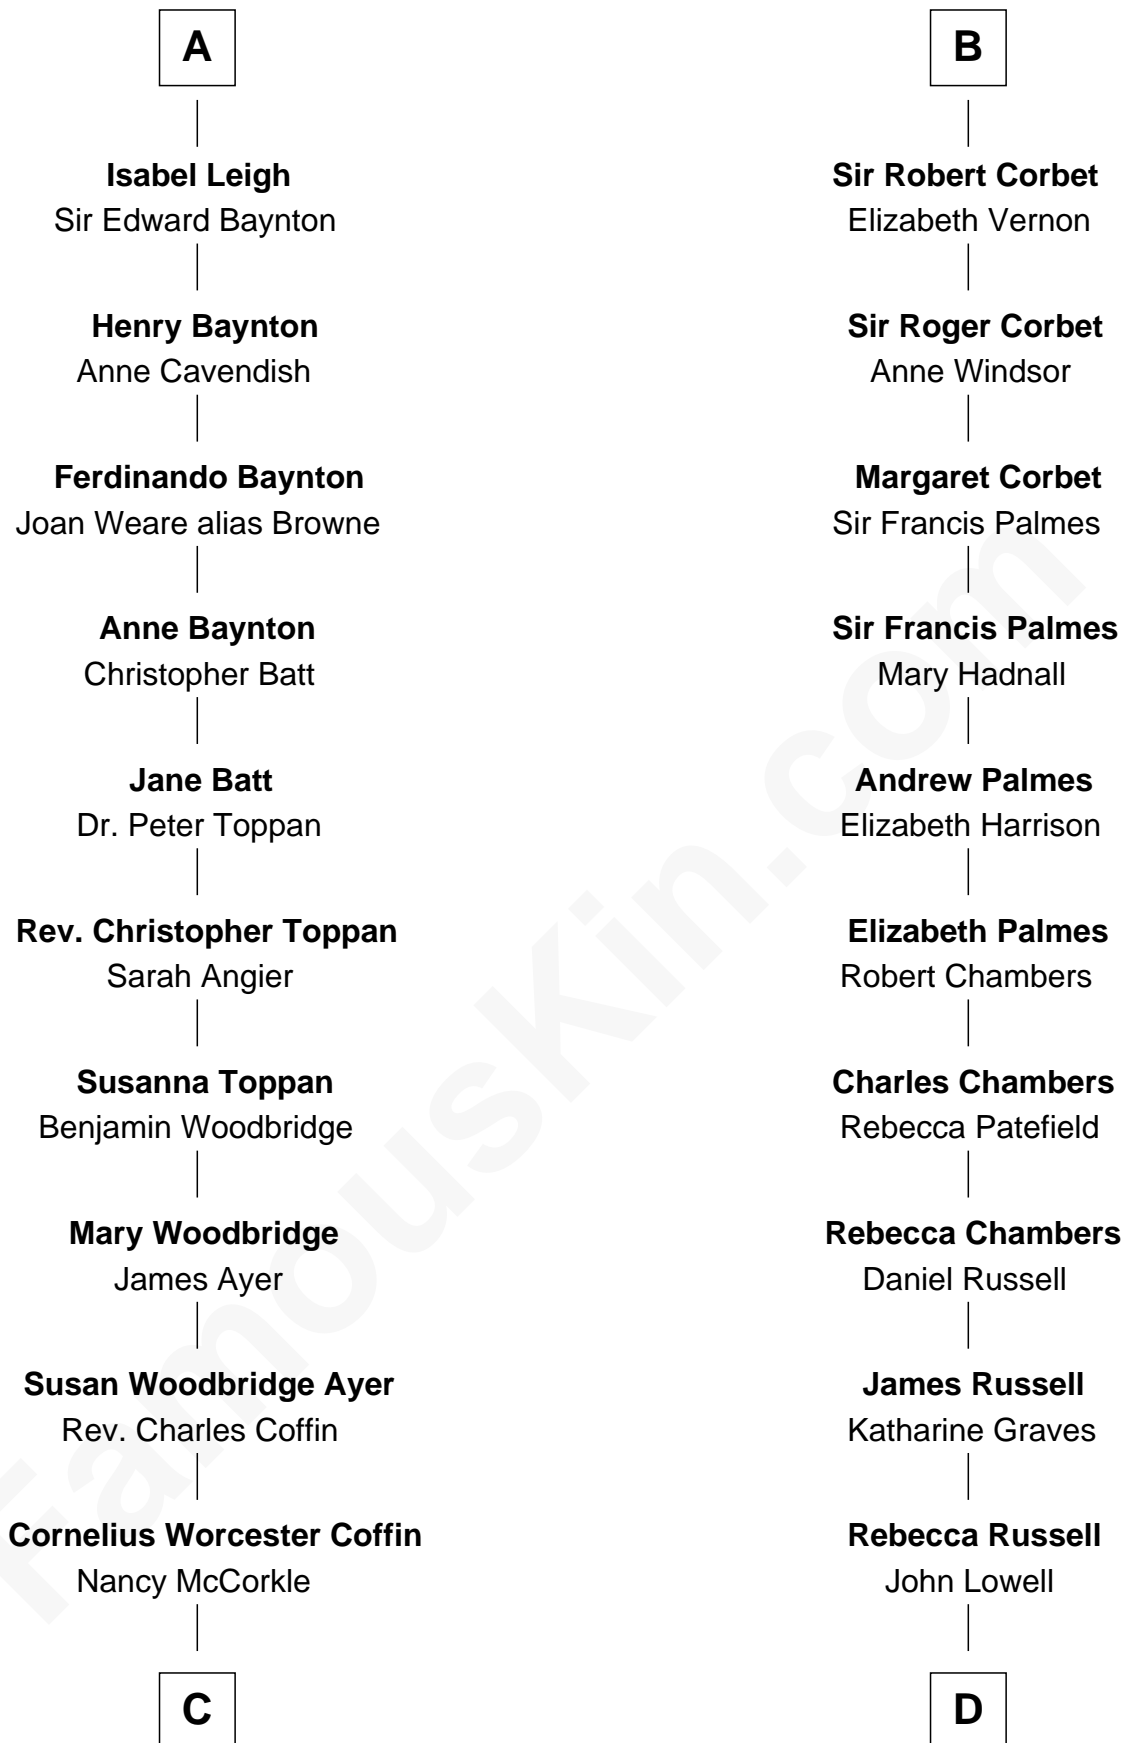 A
Isabel Leigh
Sir Edward Baynton
Henry Baynton
Anne Cavendish
Ferdinando Baynton
Joan Weare alias Browne
Anne Baynton
Christopher Batt
Jane Batt
Dr. Peter Toppan
Rev. Christopher Toppan
Sarah Angier
Susanna Toppan
Benjamin Woodbridge
Mary Woodbridge
James Ayer
Susan Woodbridge Ayer
Rev. Charles Coffin
Cornelius Worcester Coffin
Nancy McCorkle
C
B
Sir Robert Corbet
Elizabeth Vernon
Sir Roger Corbet
Anne Windsor
Margaret Corbet
Sir Francis Palmes
Sir Francis Palmes
Mary Hadnall
Andrew Palmes
Elizabeth Harrison
Elizabeth Palmes
Robert Chambers
Charles Chambers
Rebecca Patefield
Rebecca Chambers
Daniel Russell
James Russell
Katharine Graves
Rebecca Russell
John Lowell
D
FamousKin.com